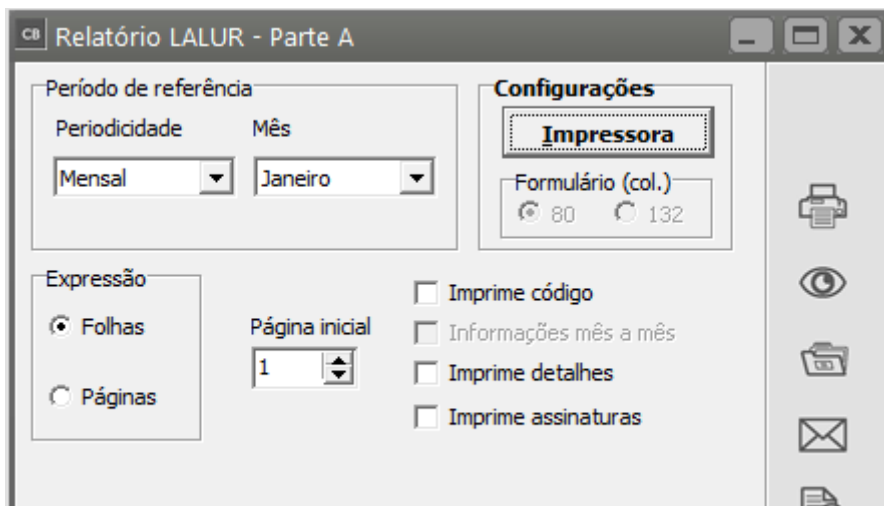 CB Relatório LALUR - Parte A
Período de referência
Periodicidade Mês
Mensal Janeiro
Configurações
Impressora
Formulário (col.)
80 132
Expressão
Folhas
Páginas
Página inicial
1
Imprime código
Informações mês a mês
Imprime detalhes
Imprime assinaturas